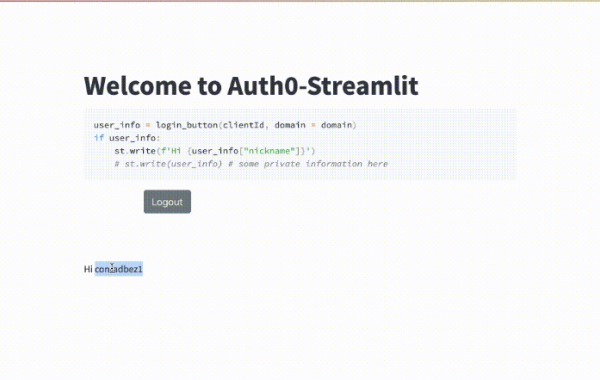 Welcome to Auth0-Streamlit
user_info = login_button(clientId, domain = domain)
if user_info:
    st.write(f'Hi {user_info["nickname"]}')
    # st.write(user_info) # some private information here
Logout
Hi conradbez1